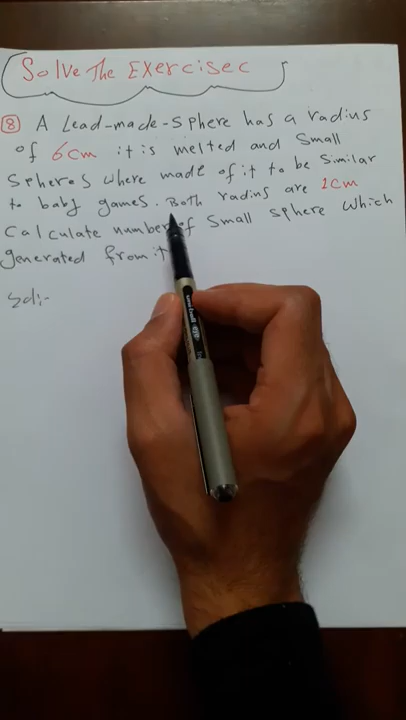 Solve The Exercisec
8 A Lead-made-sphere has a radius
of 6cm it is melted and small
spheres where made of it to be similar
to baby games. Both radius are 1cm
Calculate number of small sphere which
generated from it
Sol:-